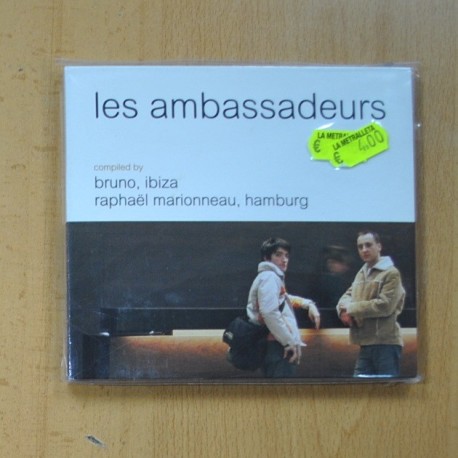 les ambassadeurs
LA METRALLETA
LA METRALLETA
€ 4,00
€
compiled by
bruno, ibiza
raphaël marionneau, hamburg